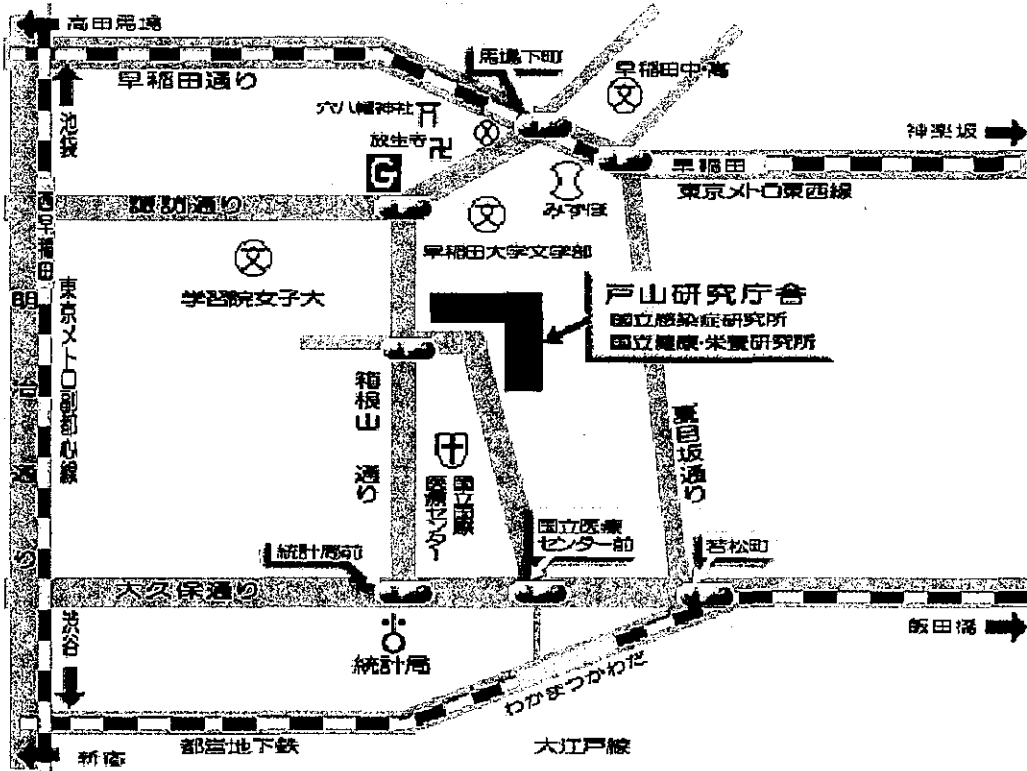 高田馬場
早稲田通り
池袋
馬場下町
早稲田中・高
穴八幡神社
放生寺
G
神楽坂
早稲田
東京メトロ東西線
みずほ
諏訪通り
西早稲田
早稲田大学文学部
学習院女子大
戸山研究庁舎
国立感染症研究所
国立健康・栄養研究所
明治通り
東京メトロ副都心線
箱根山
通り
夏目坂通り
国立国際
医療センター
国立医療
センター前
統計局前
若松町
大久保通り
渋谷
統計局
飯田橋
わかまつかわだ
都営地下鉄
大江戸線
新宿